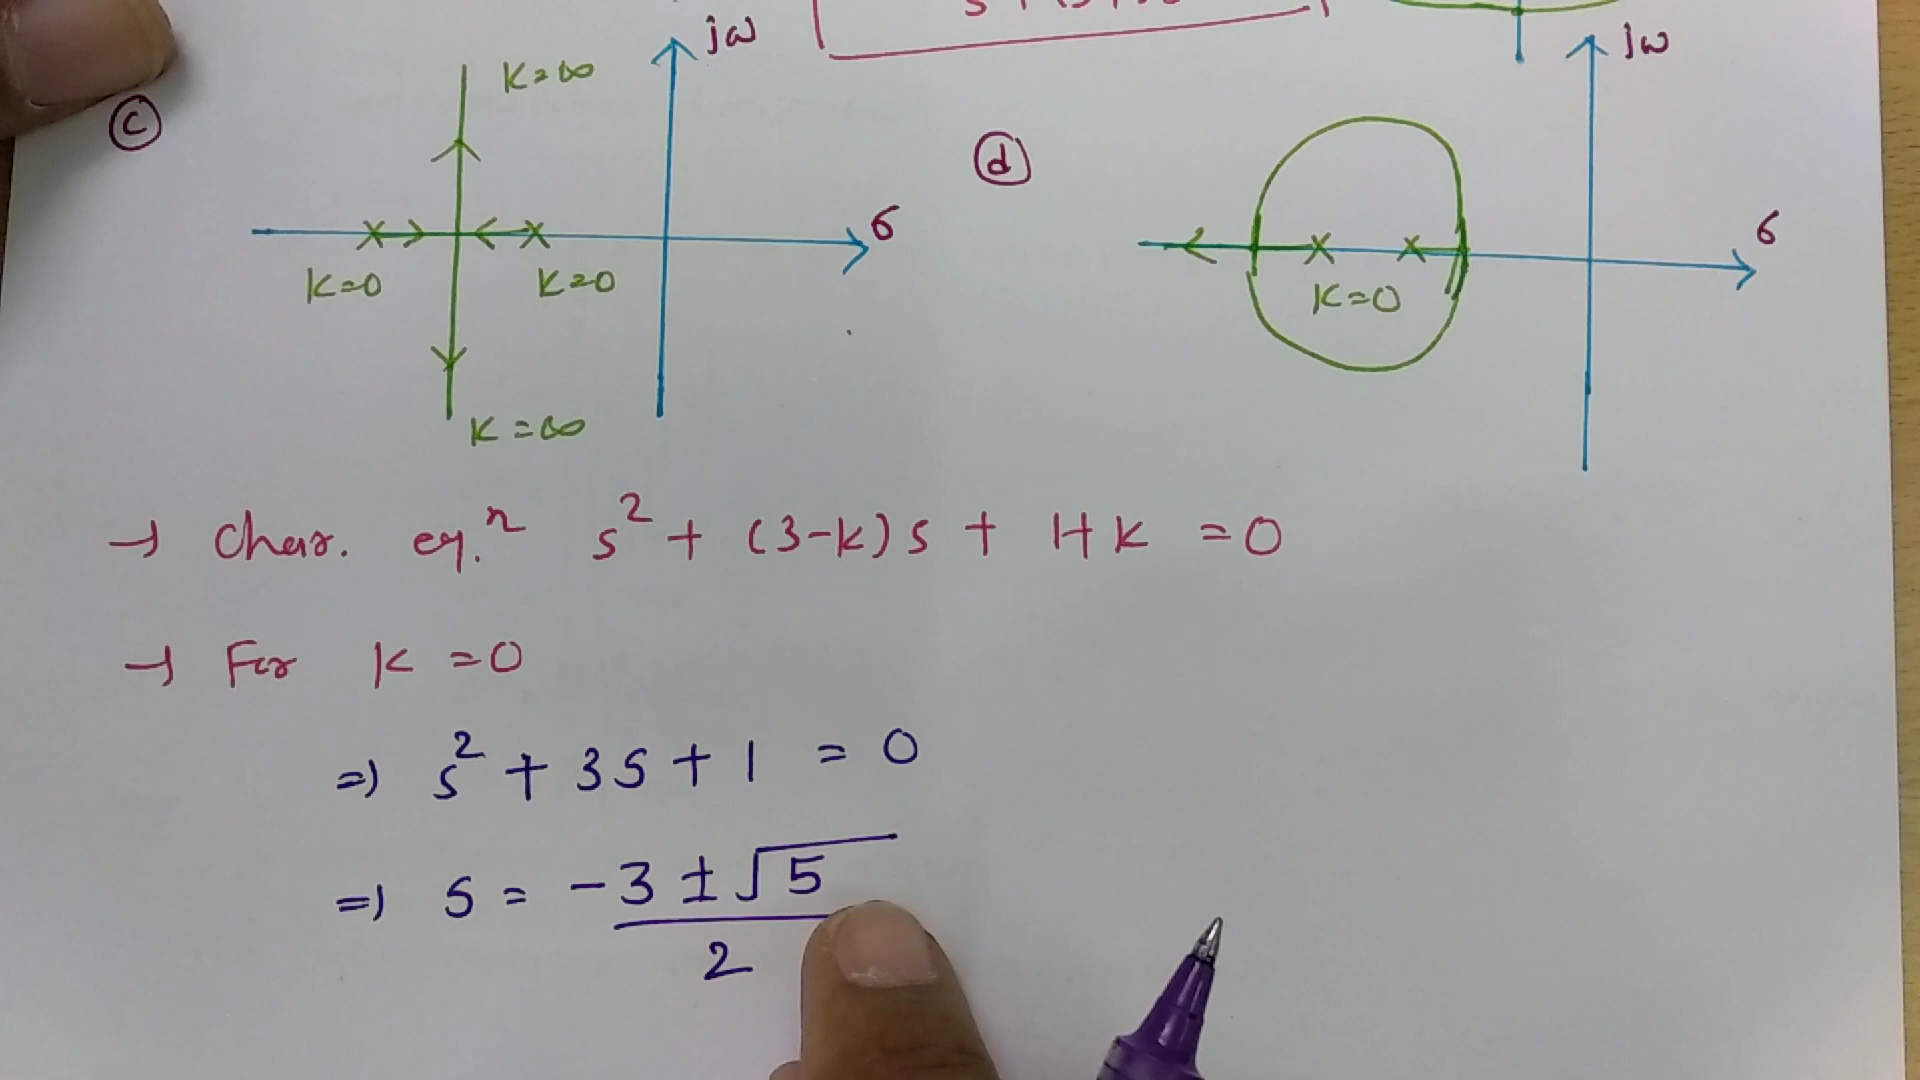 jω
K=∞
jω
(c)
(d)
σ
σ
K=0
K=0
K=0
K=∞
→ Char. eq.ⁿ s² + (3-k)s + 1+k = 0
→ For K = 0
⇒ s² + 3s + 1 = 0
⇒ s = -3 ± √5
2